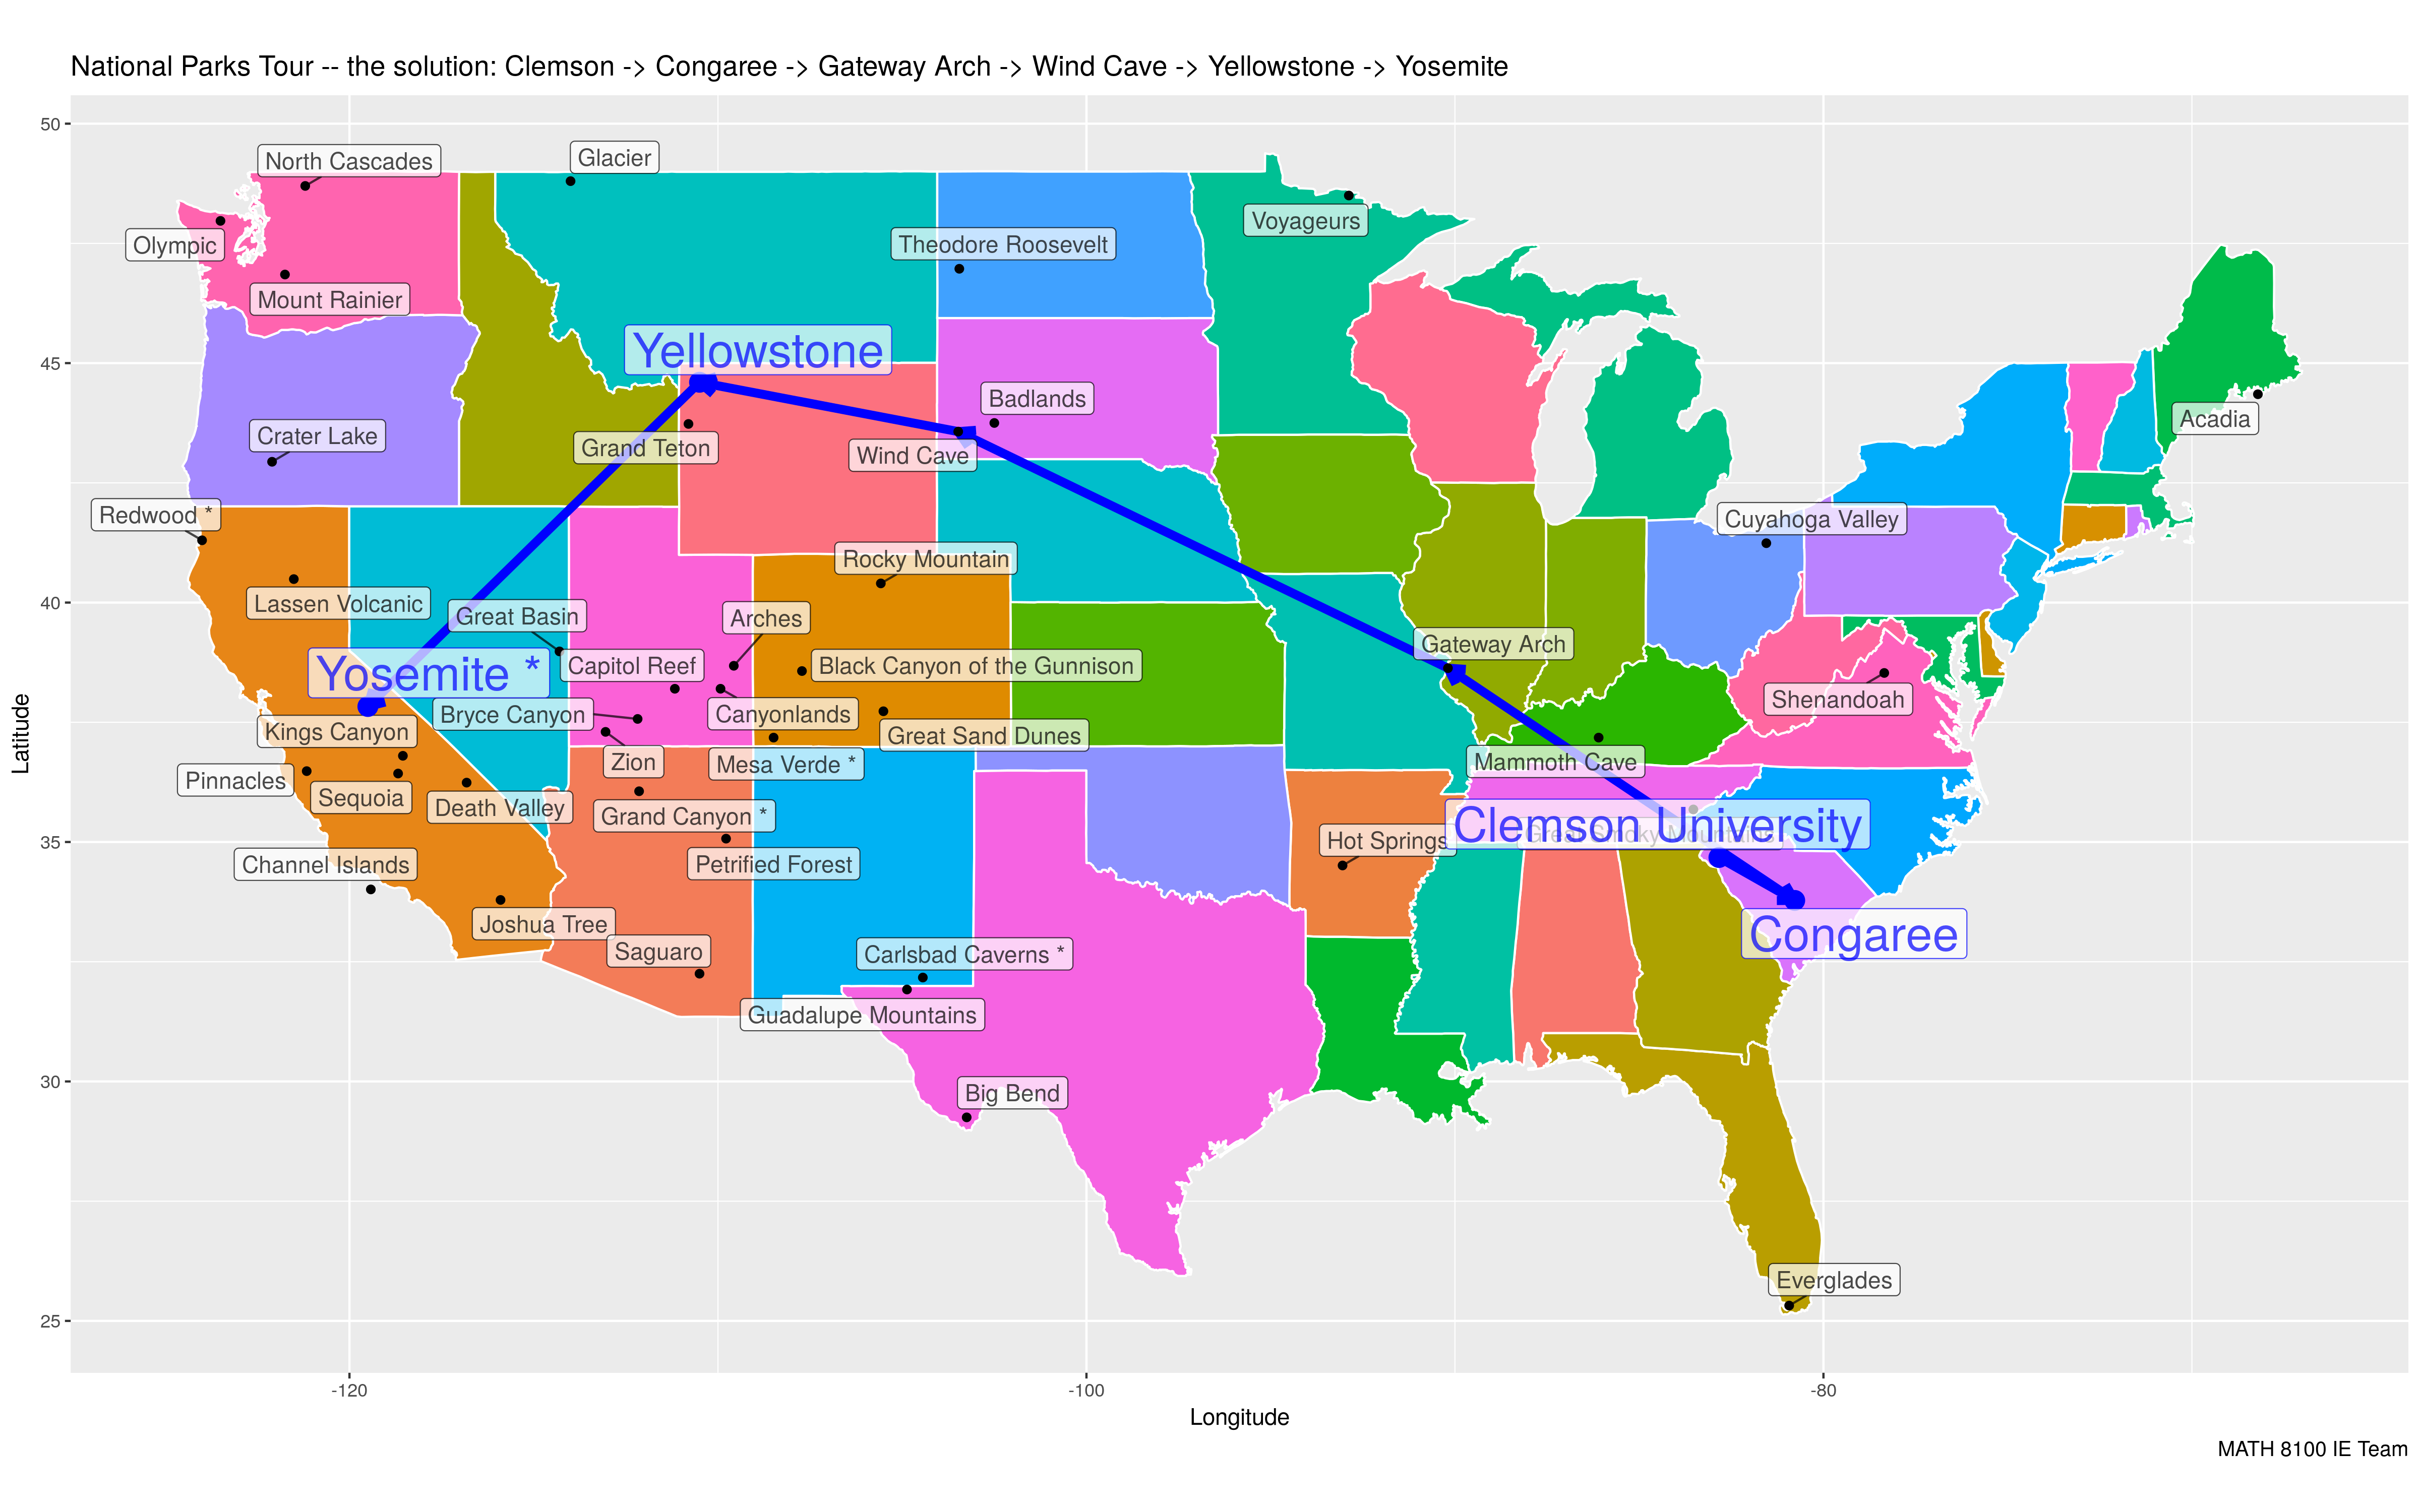 National Parks Tour -- the solution: Clemson -> Congaree -> Gateway Arch -> Wind Cave -> Yellowstone -> Yosemite
50
North Cascades
Glacier
Voyageurs
Olympic
Theodore Roosevelt
Mount Rainier
45
Yellowstone
Badlands
Acadia
Crater Lake
Grand Teton
Wind Cave
Redwood *
Cuyahoga Valley
Rocky Mountain
40
Lassen Volcanic
Great Basin
Arches
Gateway Arch
Yosemite *
Capitol Reef
Black Canyon of the Gunnison
Shenandoah
Latitude
Kings Canyon
Bryce Canyon
Canyonlands
Great Sand Dunes
Pinnacles
Zion
Mesa Verde *
Mammoth Cave
Sequoia
Death Valley
Grand Canyon *
35
Clemson University
Great Smoky Mountains
Hot Springs
Channel Islands
Petrified Forest
Joshua Tree
Congaree
Saguaro
Carlsbad Caverns *
Guadalupe Mountains
30
Big Bend
Everglades
25
-120
-100
-80
Longitude
MATH 8100 IE Team